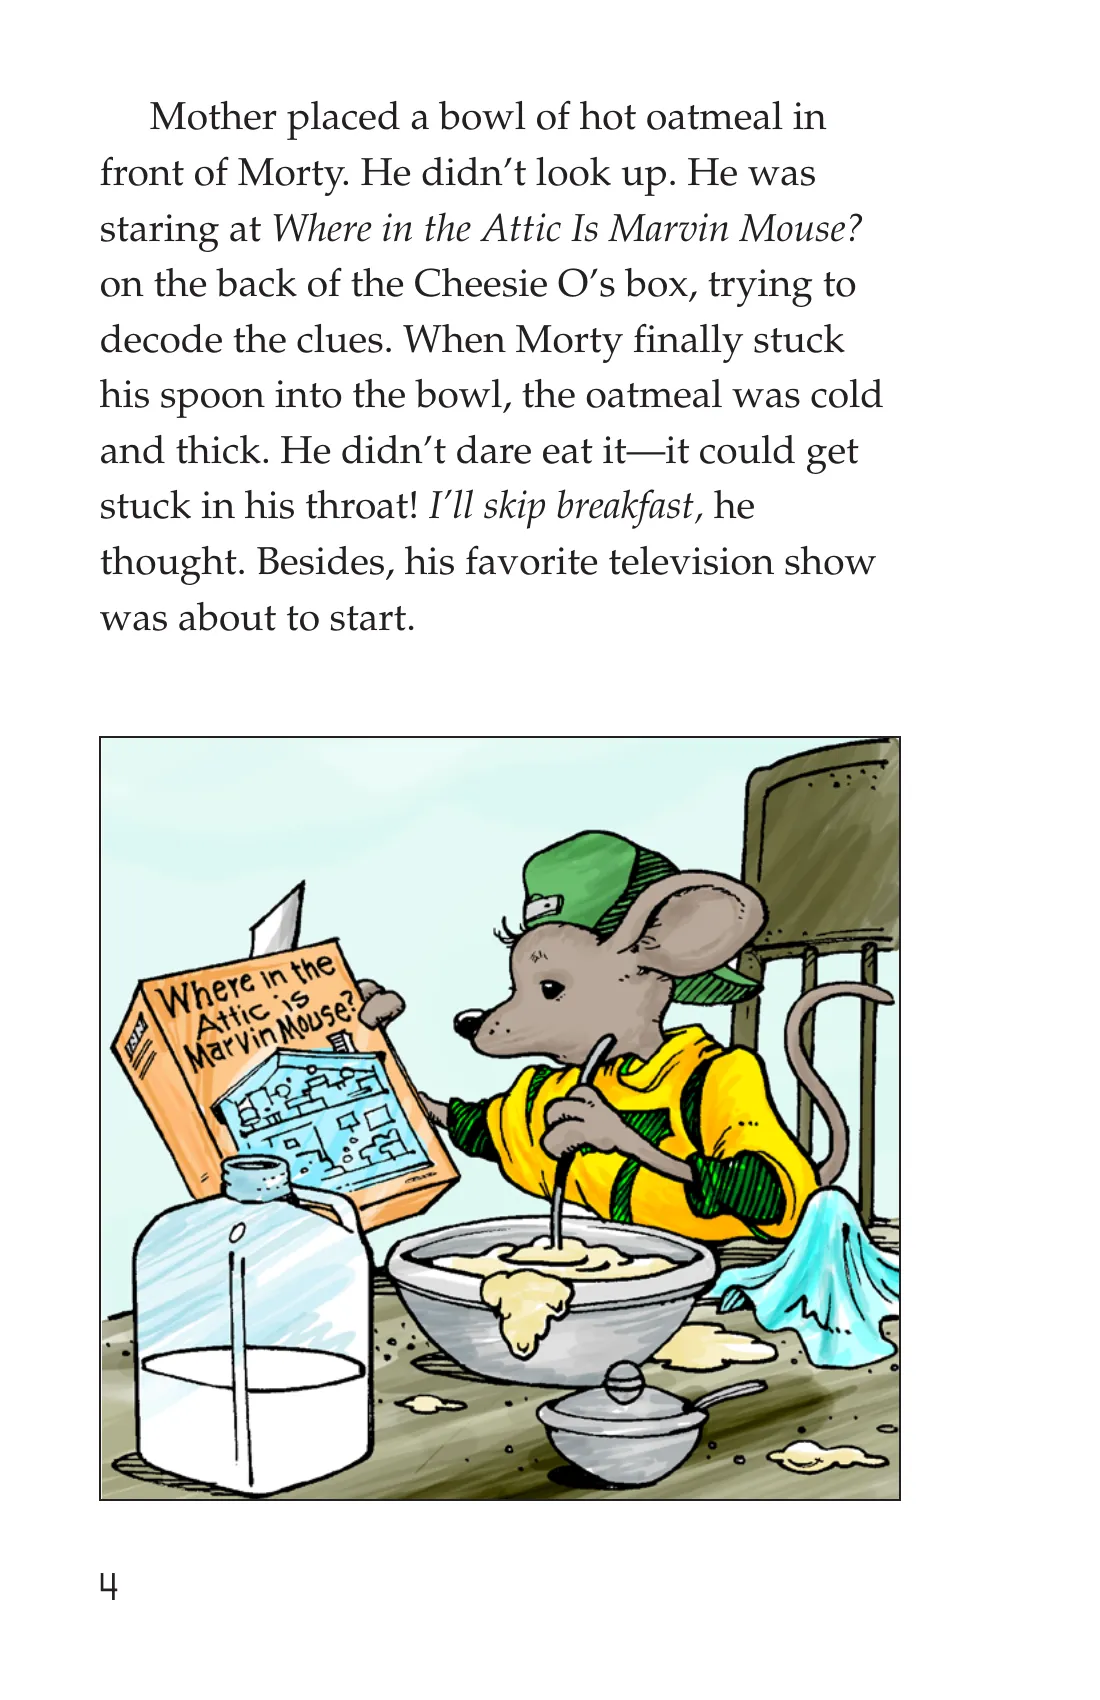 Mother placed a bowl of hot oatmeal in
front of Morty. He didn’t look up. He was
staring at Where in the Attic Is Marvin Mouse?
on the back of the Cheesie O’s box, trying to
decode the clues. When Morty finally stuck
his spoon into the bowl, the oatmeal was cold
and thick. He didn’t dare eat it—it could get
stuck in his throat! I’ll skip breakfast, he
thought. Besides, his favorite television show
was about to start.
Where in the
Attic is
Marvin Mouse?
4